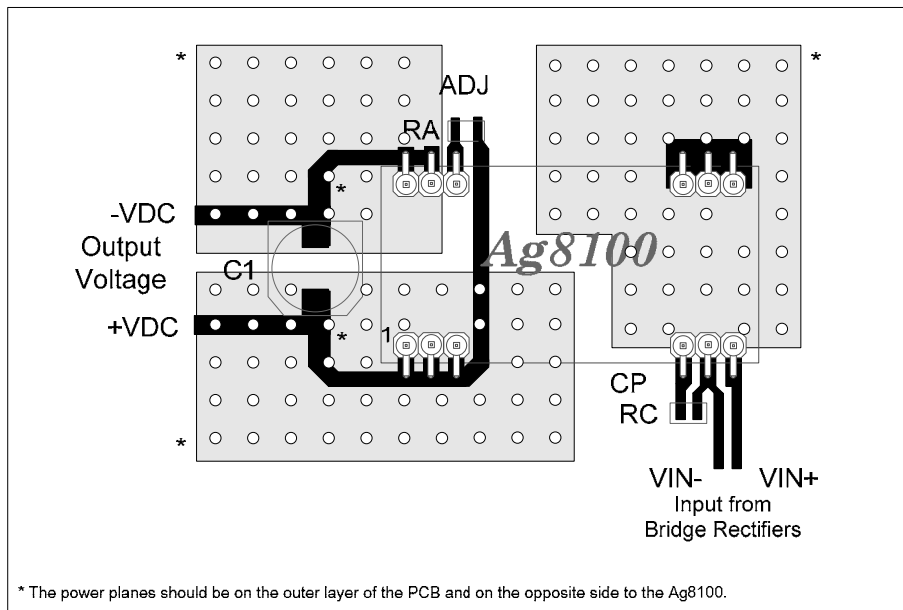 *
*
ADJ
RA
*
-VDC
Output
Voltage
C1
Ag8100
+VDC
*
1
CP
RC
*
VIN-
VIN+
Input from
Bridge Rectifiers
* The power planes should be on the outer layer of the PCB and on the opposite side to the Ag8100.